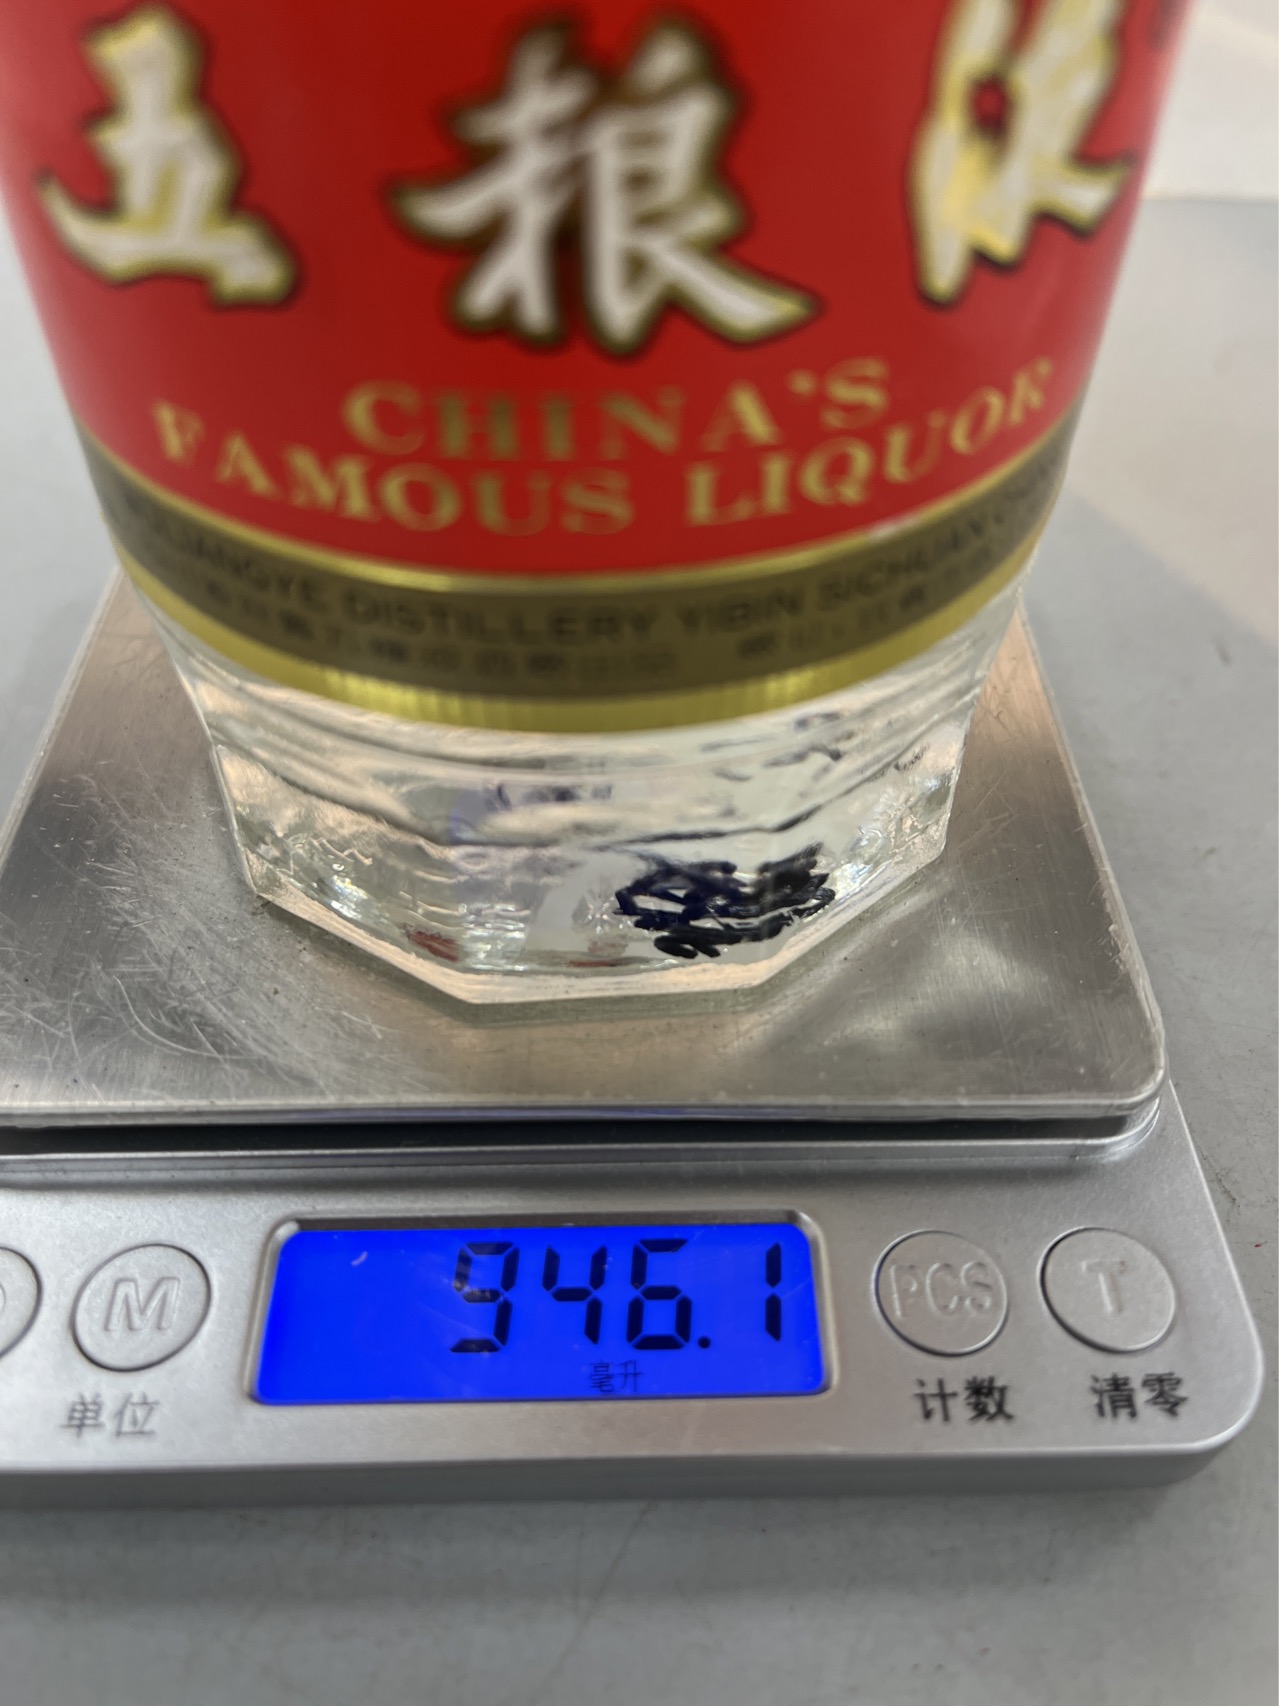 五粮液
CHINA'S
FAMOUS LIQUOR
WULIANGYE DISTILLERY YIBIN SICHUAN
946.1
毫升
M
PCS
T
单位
计数
清零